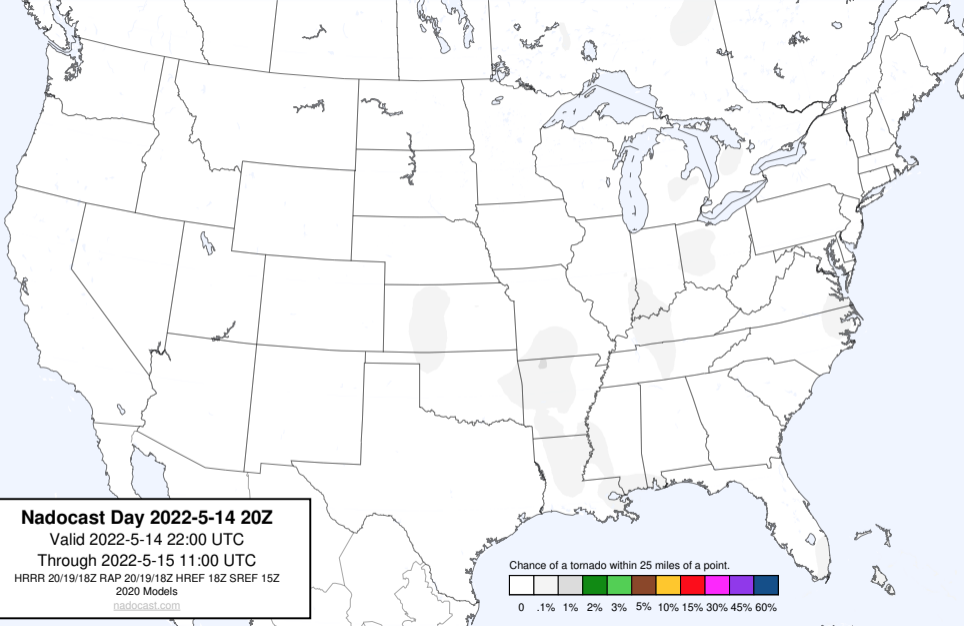 Nadocast Day 2022-5-14 20Z
Valid 2022-5-14 22:00 UTC
Through 2022-5-15 11:00 UTC
HRRR 20/19/18Z RAP 20/19/18Z HREF 18Z SREF 15Z
2020 Models
nadocast.com
Chance of a tornado within 25 miles of a point.
0 .1% 1% 2% 3% 5% 10% 15% 30% 45% 60%